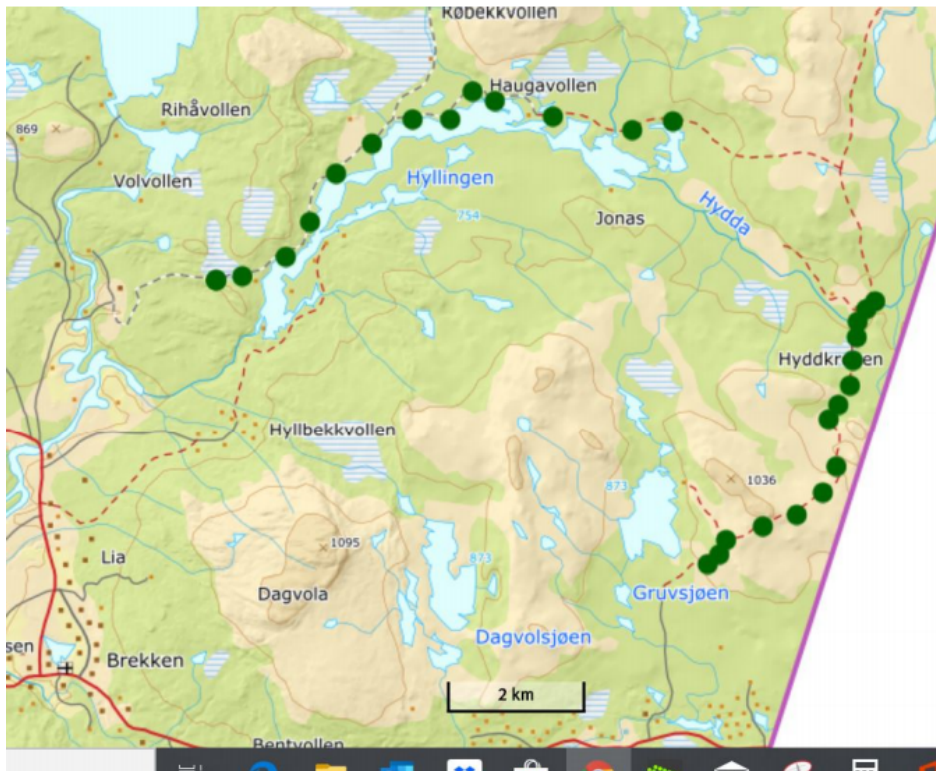 Røbekkvollen
Haugavollen
Rihåvollen
869
Volvollen
Hyllingen
754
Jonas
Hydda
Hyllbekkvollen
873
1036
1095
873
Lia
Dagvola
Gruvsjøen
Dagvolsjøen
sen
Brekken
2 km
Bentvollen